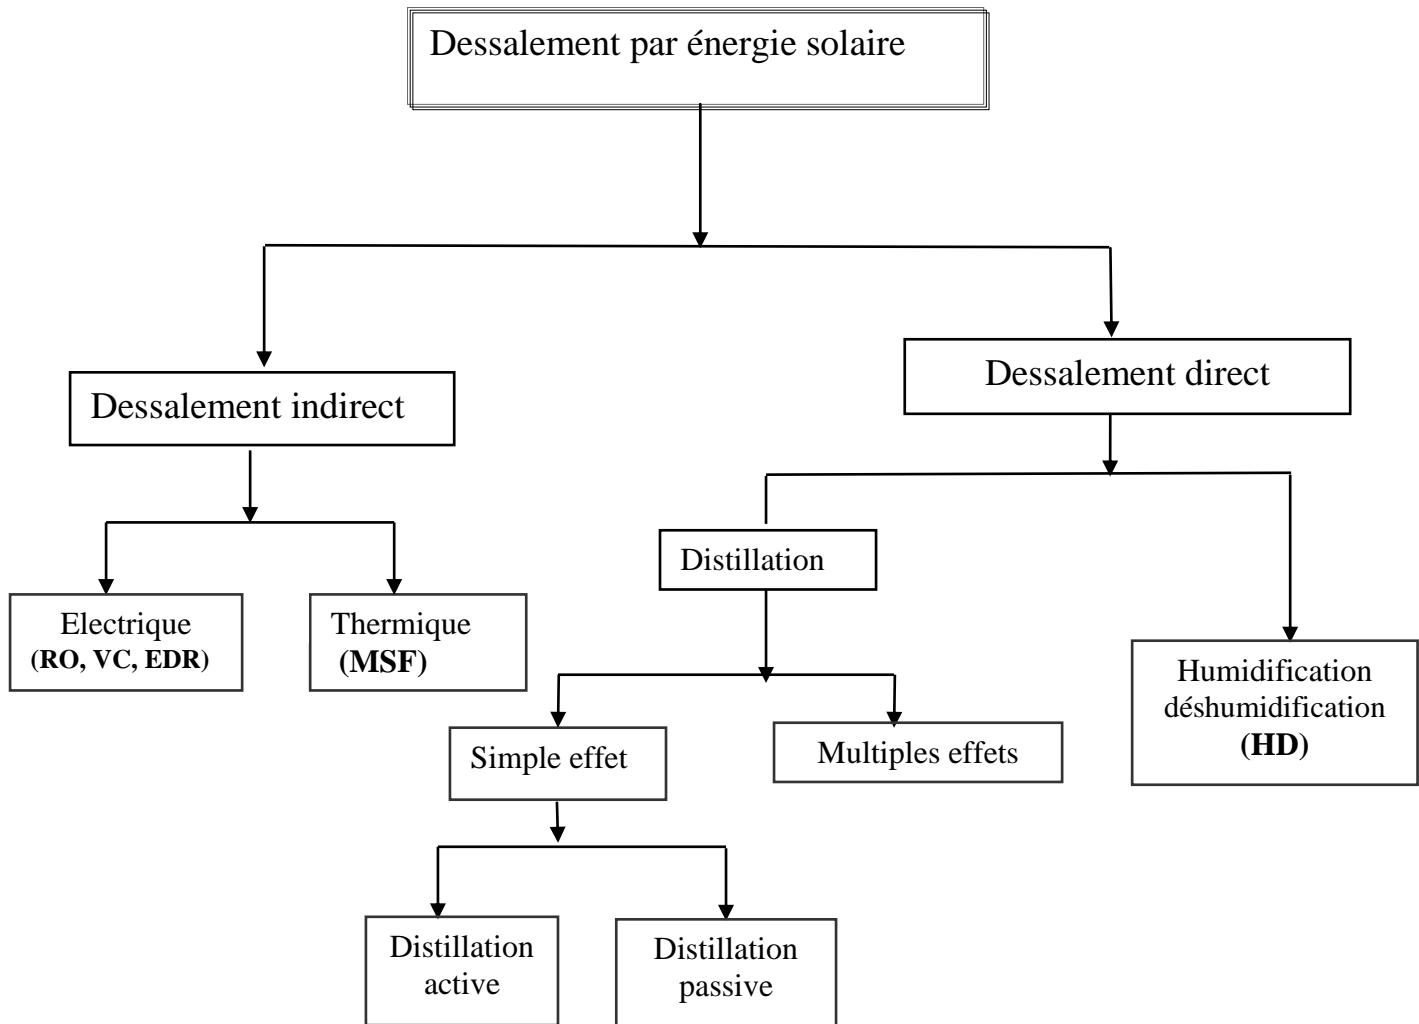 Dessalement par énergie solaire
Dessalement indirect
Dessalement direct
Electrique
(RO, VC, EDR)
Thermique
(MSF)
Distillation
Humidification
déshumidification
(HD)
Simple effet
Multiples effets
Distillation
active
Distillation
passive